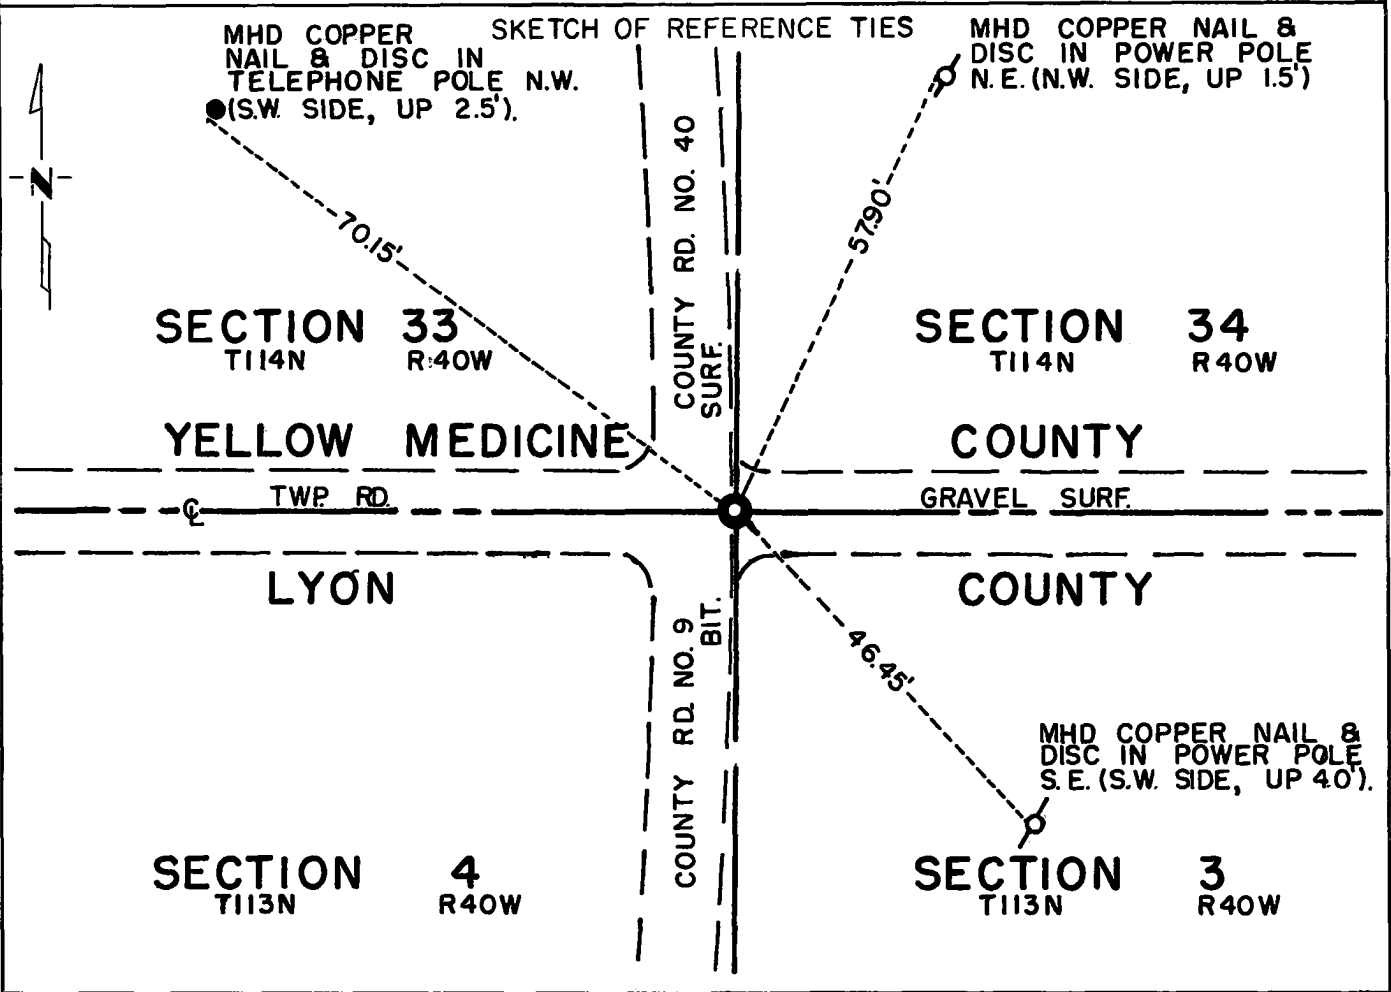 SKETCH OF REFERENCE TIES
MHD COPPER
NAIL & DISC IN
TELEPHONE POLE N.W.
(S.W. SIDE, UP 2.5').
MHD COPPER NAIL &
DISC IN POWER POLE
N.E. (N.W. SIDE, UP 1.5')
N
70.15'
57.90'
COUNTY RD. NO. 40
SURF.
SECTION 33
T114N R40W
SECTION 34
T114N R40W
YELLOW MEDICINE
COUNTY
CL TWP. RD.
GRAVEL SURF.
LYON
COUNTY
COUNTY RD. NO. 9
BIT.
46.45'
MHD COPPER NAIL &
DISC IN POWER POLE
S.E. (S.W. SIDE, UP 4.0').
SECTION 4
T113N R40W
SECTION 3
T113N R40W